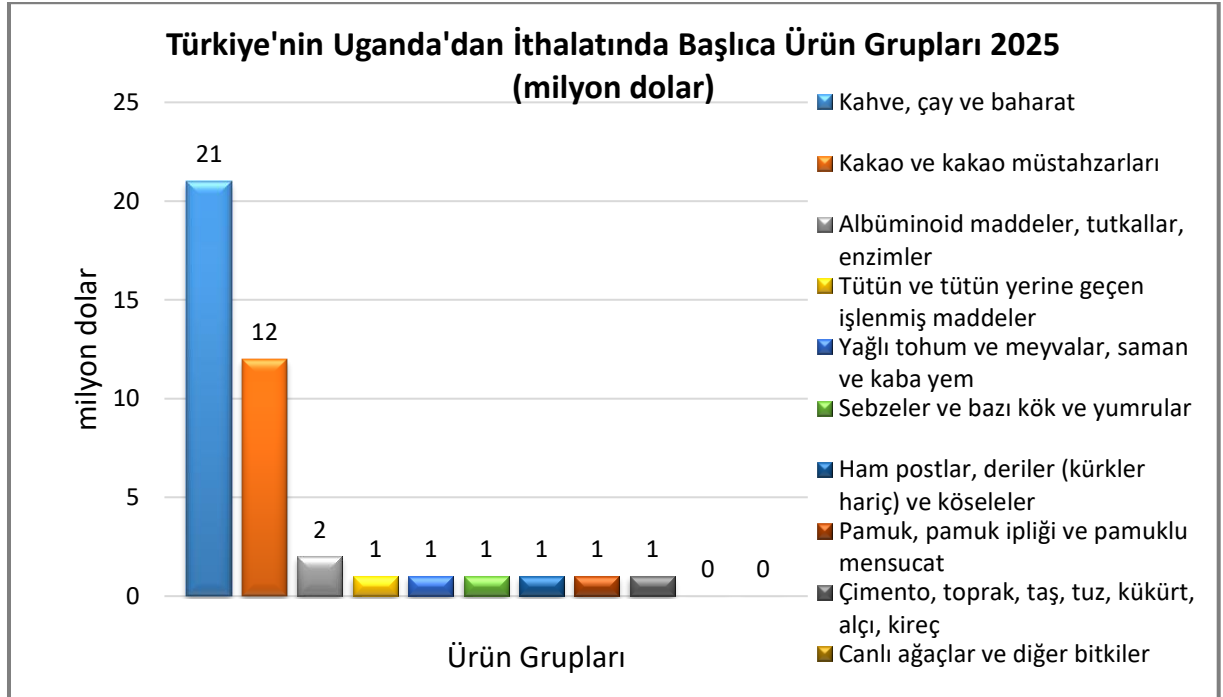 Türkiye'nin Uganda'dan İthalatında Başlıca Ürün Grupları 2025
(milyon dolar)
25
20
15
10
5
0
milyon dolar
21
12
2
1
1
1
1
1
1
0
0
Ürün Grupları
Kahve, çay ve baharat
Kakao ve kakao müstahzarları
Albüminoid maddeler, tutkallar,
enzimler
Tütün ve tütün yerine geçen
işlenmiş maddeler
Yağlı tohum ve meyvalar, saman
ve kaba yem
Sebzeler ve bazı kök ve yumrular
Ham postlar, deriler (kürkler
hariç) ve köseleler
Pamuk, pamuk ipliği ve pamuklu
mensucat
Çimento, toprak, taş, tuz, kükürt,
alçı, kireç
Canlı ağaçlar ve diğer bitkiler